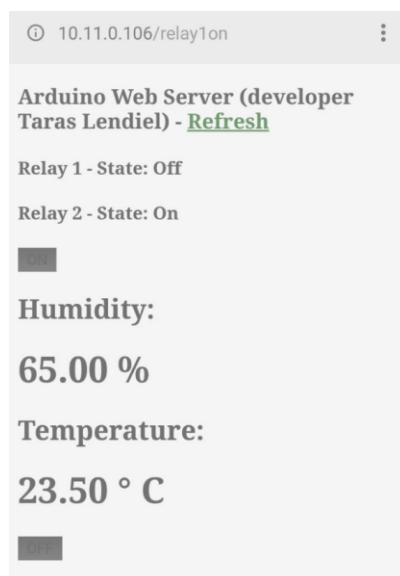 10.11.0.106/relay1on
Arduino Web Server (developer
Taras Lendiel) - Refresh
Relay 1 - State: Off
Relay 2 - State: On
ON
Humidity:
65.00 %
Temperature:
23.50 ° C
OFF